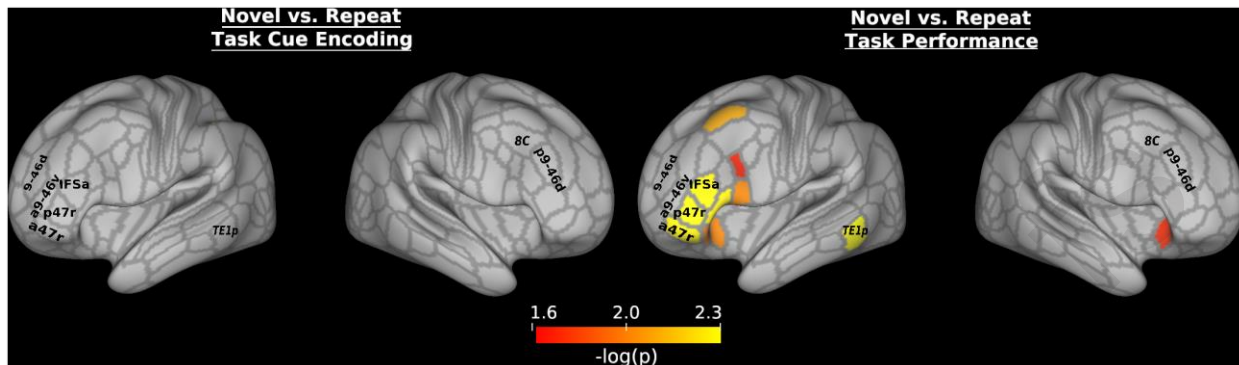 Novel vs. Repeat
Task Cue Encoding
Novel vs. Repeat
Task Performance
9-46d
a9-46v
IFSa
p47r
a47r
TE1p
8C
p9-46d
9-46d
a9-46v
IFSa
p47r
a47r
TE1p
8C
p9-46d
1.6 2.0 2.3
-log(p)